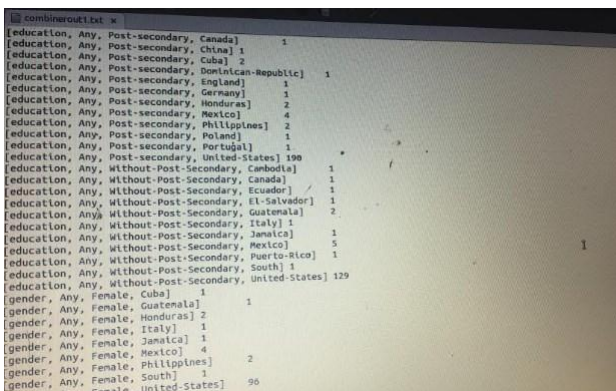 combinerout1.txt x
[education, Any, Post-secondary, Canada] 1
[education, Any, Post-secondary, China] 1
[education, Any, Post-secondary, Cuba] 2
[education, Any, Post-secondary, Dominican-Republic] 1
[education, Any, Post-secondary, England] 1
[education, Any, Post-secondary, Germany] 1
[education, Any, Post-secondary, Honduras] 2
[education, Any, Post-secondary, Mexico] 4
[education, Any, Post-secondary, Philippines] 2
[education, Any, Post-secondary, Poland] 1
[education, Any, Post-secondary, Portugal] 1
[education, Any, Post-secondary, United-States] 190
[education, Any, Without-Post-Secondary, Cambodia] 1
[education, Any, Without-Post-Secondary, Canada] 1
[education, Any, Without-Post-Secondary, Ecuador] 1
[education, Any, Without-Post-Secondary, El-Salvador] 1
[education, Any, Without-Post-Secondary, Guatemala] 2
[education, Any, Without-Post-Secondary, Italy] 1
[education, Any, Without-Post-Secondary, Jamaica] 1
[education, Any, Without-Post-Secondary, Mexico] 5
[education, Any, Without-Post-Secondary, Puerto-Rico] 1
[education, Any, Without-Post-Secondary, South] 1
[education, Any, Without-Post-Secondary, United-States] 129
[gender, Any, Female, Cuba] 1
[gender, Any, Female, Guatemala] 1
[gender, Any, Female, Honduras] 2
[gender, Any, Female, Italy] 1
[gender, Any, Female, Jamaica] 1
[gender, Any, Female, Mexico] 4
[gender, Any, Female, Philippines] 2
[gender, Any, Female, South] 1
[gender, Any, Female, United-States] 96